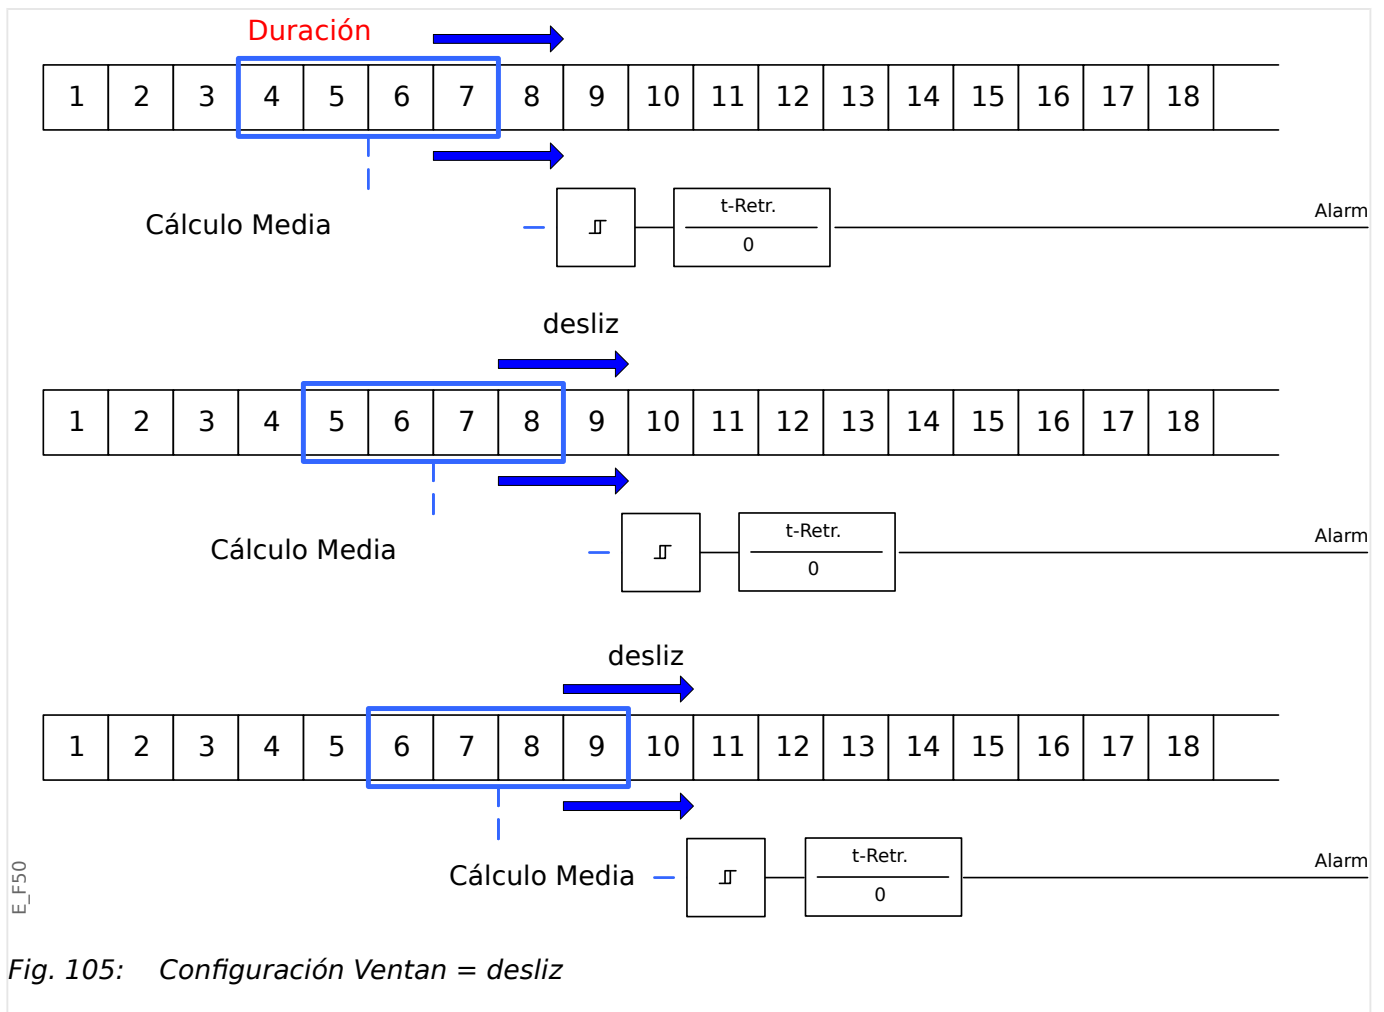 Duración
1 2 3 4 5 6 7 8 9 10 11 12 13 14 15 16 17 18
t-Retr.
Alarm
Cálculo Media
0
desliz
1 2 3 4 5 6 7 8 9 10 11 12 13 14 15 16 17 18
t-Retr.
Alarm
Cálculo Media
0
desliz
1 2 3 4 5 6 7 8 9 10 11 12 13 14 15 16 17 18
t-Retr.
Alarm
Cálculo Media
0
E_F50
Fig. 105: Configuración Ventan = desliz